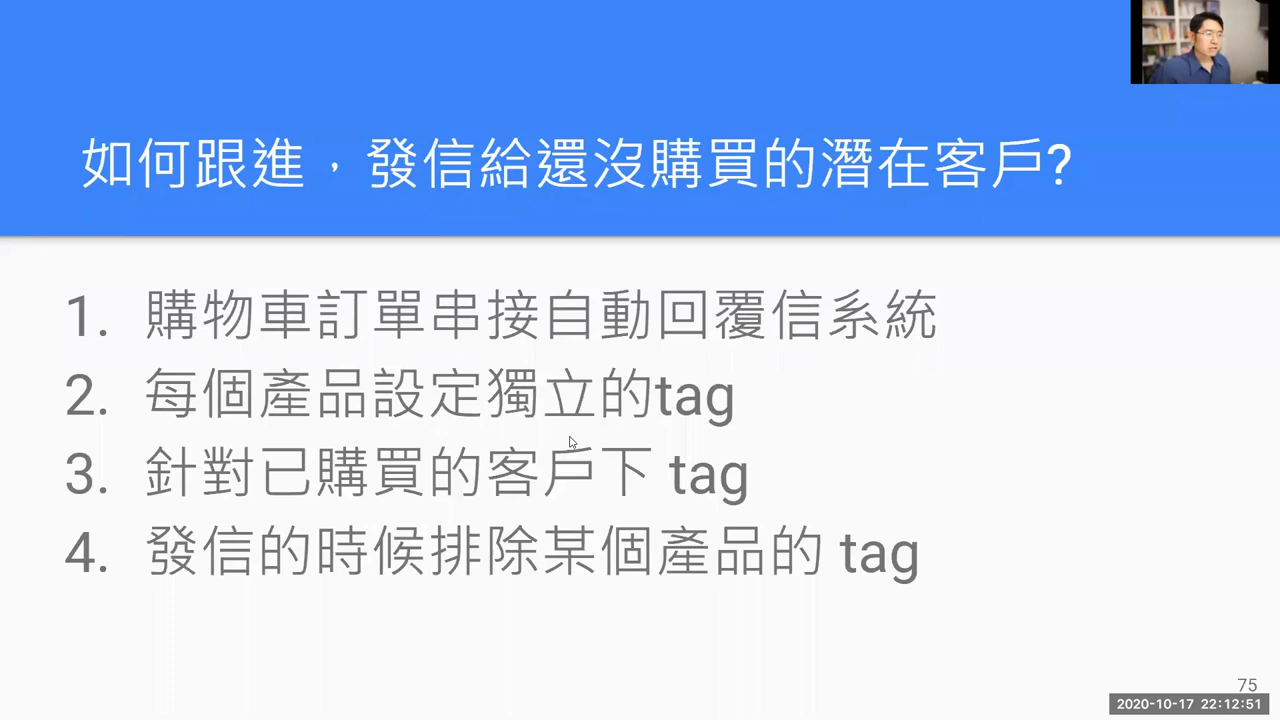 如何跟進，發信給還沒購買的潛在客戶?
1. 購物車訂單串接自動回覆信系統
2. 每個產品設定獨立的tag
3. 針對已購買的客戶下 tag
4. 發信的時候排除某個產品的 tag
75
2020-10-17 22:12:51